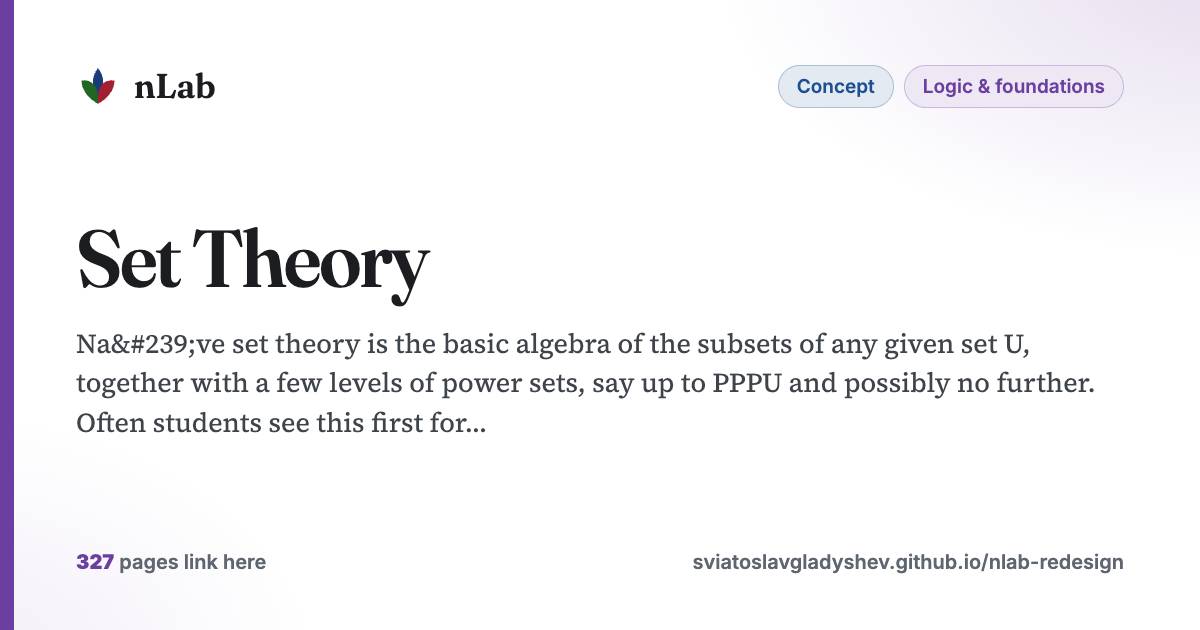 nLab
Concept
Logic & foundations
Set Theory
Na&#239;ve set theory is the basic algebra of the subsets of any given set U,
together with a few levels of power sets, say up to PPPU and possibly no further.
Often students see this first for...
327 pages link here
sviatoslavgladyshev.github.io/nlab-redesign